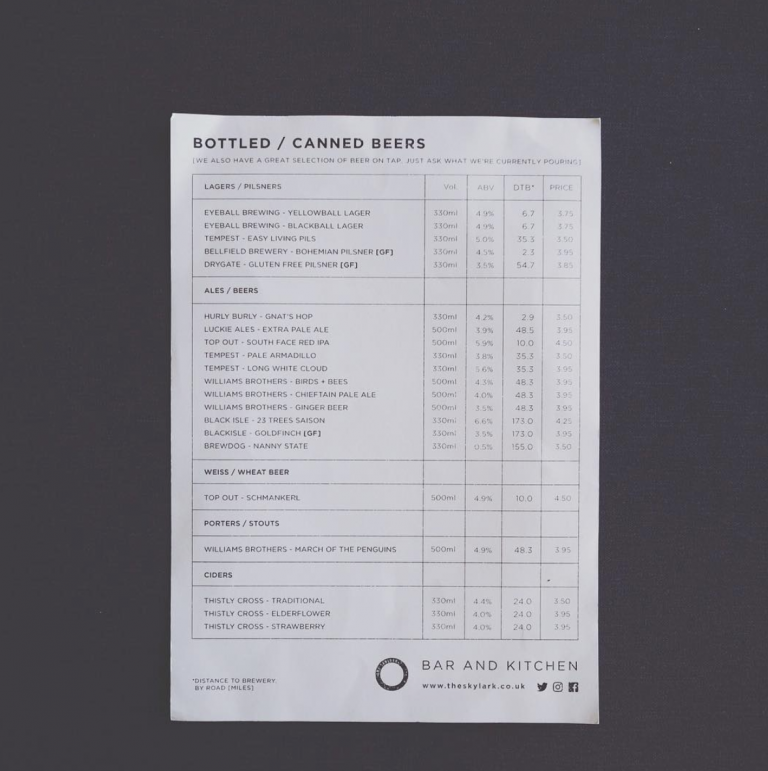 BOTTLED / CANNED BEERS
(WE ALSO HAVE A GREAT SELECTION OF BEER ON TAP, JUST ASK WHAT WE'RE CURRENTLY POURING)
LAGERS / PILSNERS Vol. ABV DTB* PRICE
EYEBALL BREWING - YELLOWBALL LAGER 330ml 4.9% 6.7 3.75
EYEBALL BREWING - BLACKBALL LAGER 330ml 4.9% 6.7 3.75
TEMPEST - EASY LIVING PILS 330ml 5.0% 35.3 3.50
BELLFIELD BREWERY - BOHEMIAN PILSNER [GF] 330ml 4.5% 2.3 3.95
DRYGATE - GLUTEN FREE PILSNER [GF] 330ml 3.5% 54.7 3.85
ALES / BEERS
HURLY BURLY - GNAT'S HOP 330ml 4.2% 2.9 3.50
LUCKIE ALES - EXTRA PALE ALE 500ml 3.9% 48.5 3.95
TOP OUT - SOUTH FACE RED IPA 500ml 5.9% 10.0 4.50
TEMPEST - PALE ARMADILLO 330ml 3.8% 35.3 3.50
TEMPEST - LONG WHITE CLOUD 330ml 5.6% 35.3 3.95
WILLIAMS BROTHERS - BIRDS + BEES 500ml 4.3% 48.3 3.95
WILLIAMS BROTHERS - CHIEFTAIN PALE ALE 500ml 4.0% 48.3 3.95
WILLIAMS BROTHERS - GINGER BEER 500ml 3.5% 48.3 3.95
BLACK ISLE - 23 TREES SAISON 330ml 6.6% 173.0 4.25
BLACKISLE - GOLDFINCH [GF] 330ml 3.5% 173.0 3.95
BREWDOG - NANNY STATE 330ml 0.5% 155.0 3.50
WEISS / WHEAT BEER
TOP OUT - SCHMANKERL 500ml 4.9% 10.0 4.50
PORTERS / STOUTS
WILLIAMS BROTHERS - MARCH OF THE PENGUINS 500ml 4.9% 48.3 3.95
CIDERS
THISTLY CROSS - TRADITIONAL 330ml 4.4% 24.0 3.50
THISTLY CROSS - ELDERFLOWER 330ml 4.0% 24.0 3.95
THISTLY CROSS - STRAWBERRY 330ml 4.0% 24.0 3.95
*DISTANCE TO BREWERY.
BY ROAD [MILES]
BAR AND KITCHEN
www.theskylark.co.uk